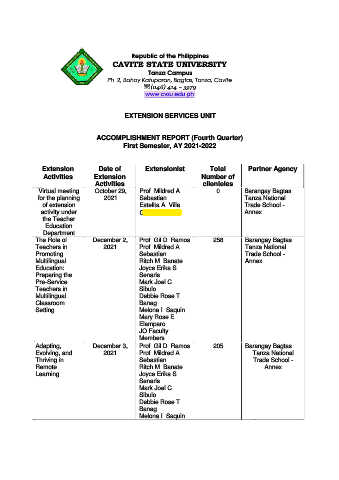 Republic of the Philippines
CAVITE STATE UNIVERSITY
Tanza Campus
Ph 2, Bahay Katuparan, Bagtas, Tanza, Cavite
☎(046) 414 – 3979
www.cvsu.edu.ph
EXTENSION SERVICES UNIT
ACCOMPLISHMENT REPORT (Fourth Quarter)
First Semester, AY 2021-2022
Extension Activities
Date of Extension Activities
Extensionist
Total Number of clienteles
Partner Agency
Virtual meeting
for the planning
of extension
activity under
the Teacher
Education
Department
October 29,
2021
Prof Mildred A
Sebastian
Estellita A Villa
C
0
Barangay Bagtas
Tanza National
Trade School -
Annex
The Role of
Teachers in
Promoting
Multilingual
Education:
Preparing the
Pre-Service
Teachers in
Multilingual
Classroom
Setting
December 2,
2021
Prof Gil D Ramos
Prof Mildred A
Sebastian
Ritch M Banate
Joyce Erika S
Senaris
Mark Joel C
Sibulo
Debbie Rose T
Banag
Melona I Saquin
Mary Rose E
Elamparo
JO Faculty
Members
258
Barangay Bagtas
Tanza National
Trade School -
Annex
Adapting,
Evolving, and
Thriving in
Remote
Learning
December 3,
2021
Prof Gil D Ramos
Prof Mildred A
Sebastian
Ritch M Banate
Joyce Erika S
Senaris
Mark Joel C
Sibulo
Debbie Rose T
Banag
Melona I Saquin
205
Barangay Bagtas
Tanza National
Trade School -
Annex